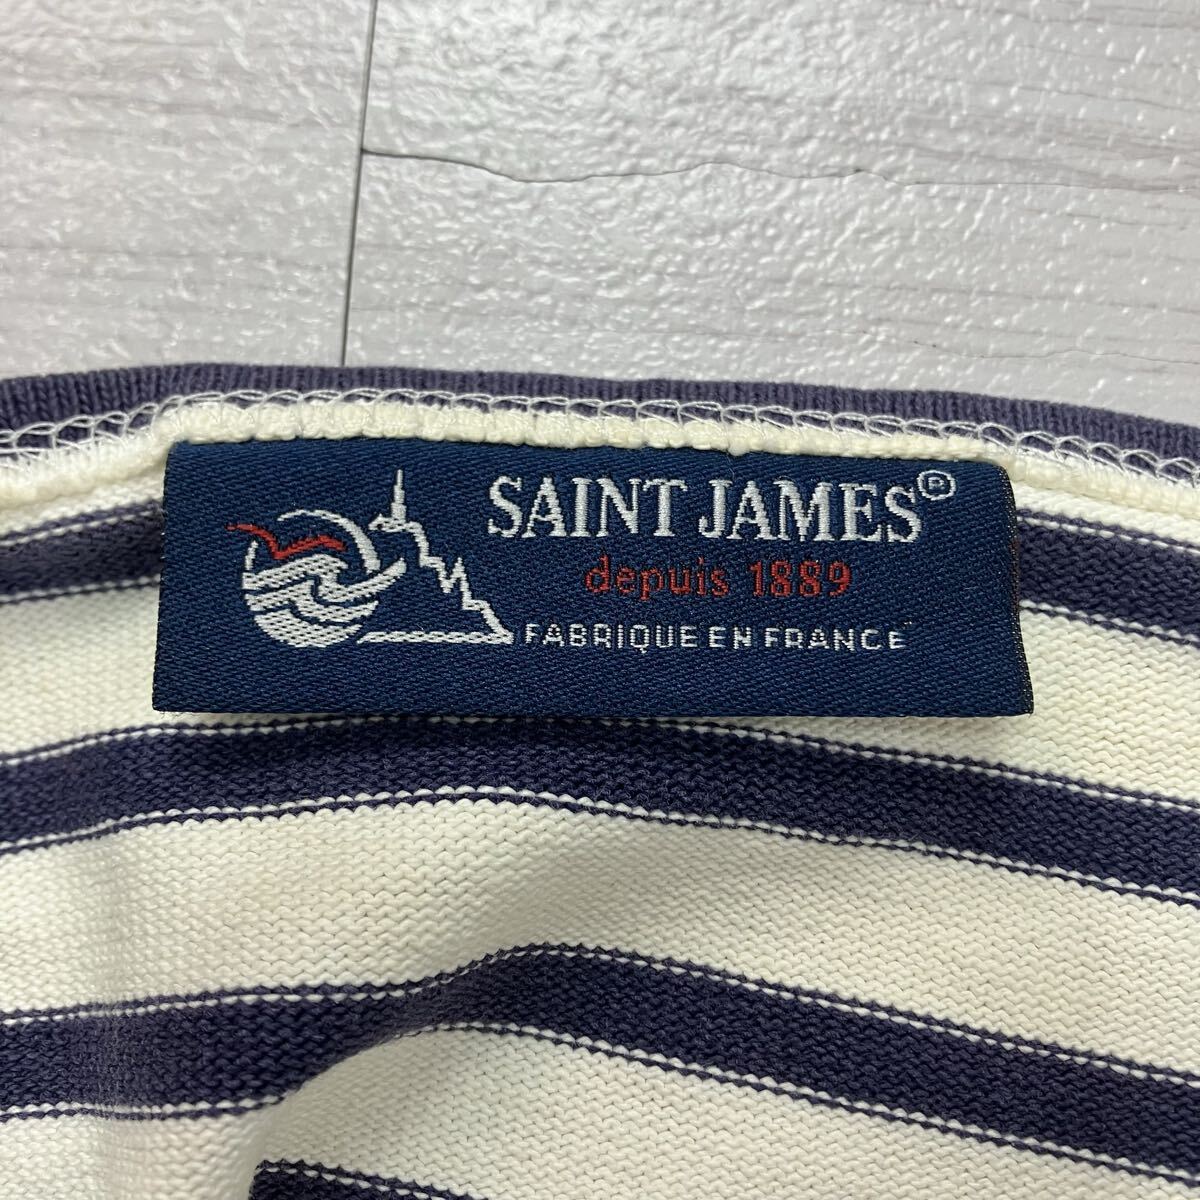 SAINT JAMES®
depuis 1889
FABRIQUE EN FRANCE